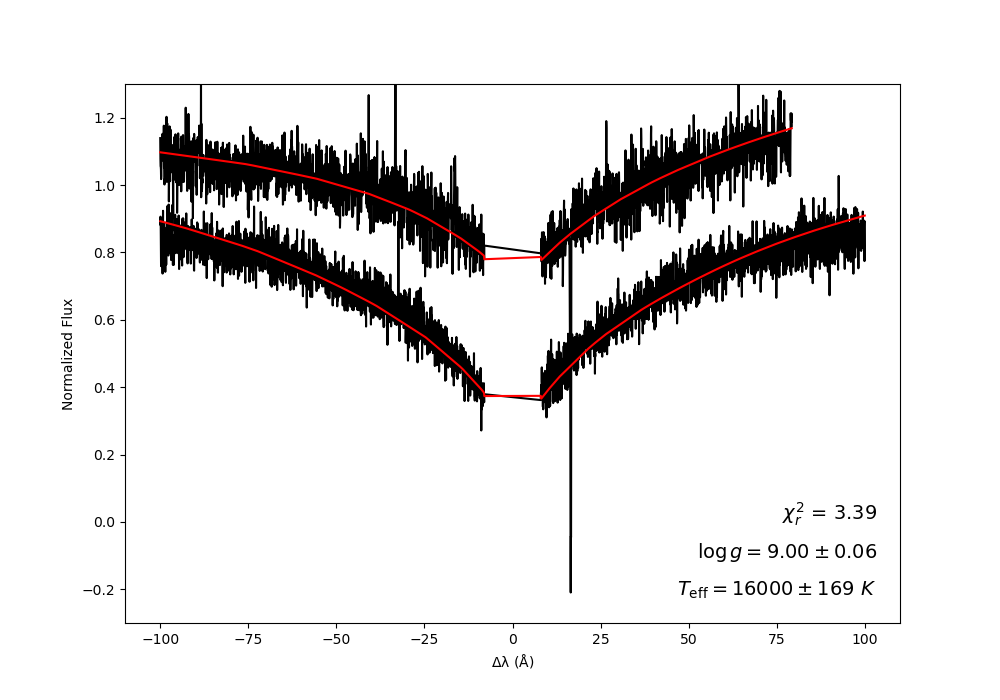 1.2
1.0
0.8
0.6
0.4
0.2
0.0
−0.2
Normalized Flux
χ²ᵣ = 3.39
log g = 9.00 ± 0.06
T_eff = 16000 ± 169 K
−100 −75 −50 −25 0 25 50 75 100
Δλ (Å)